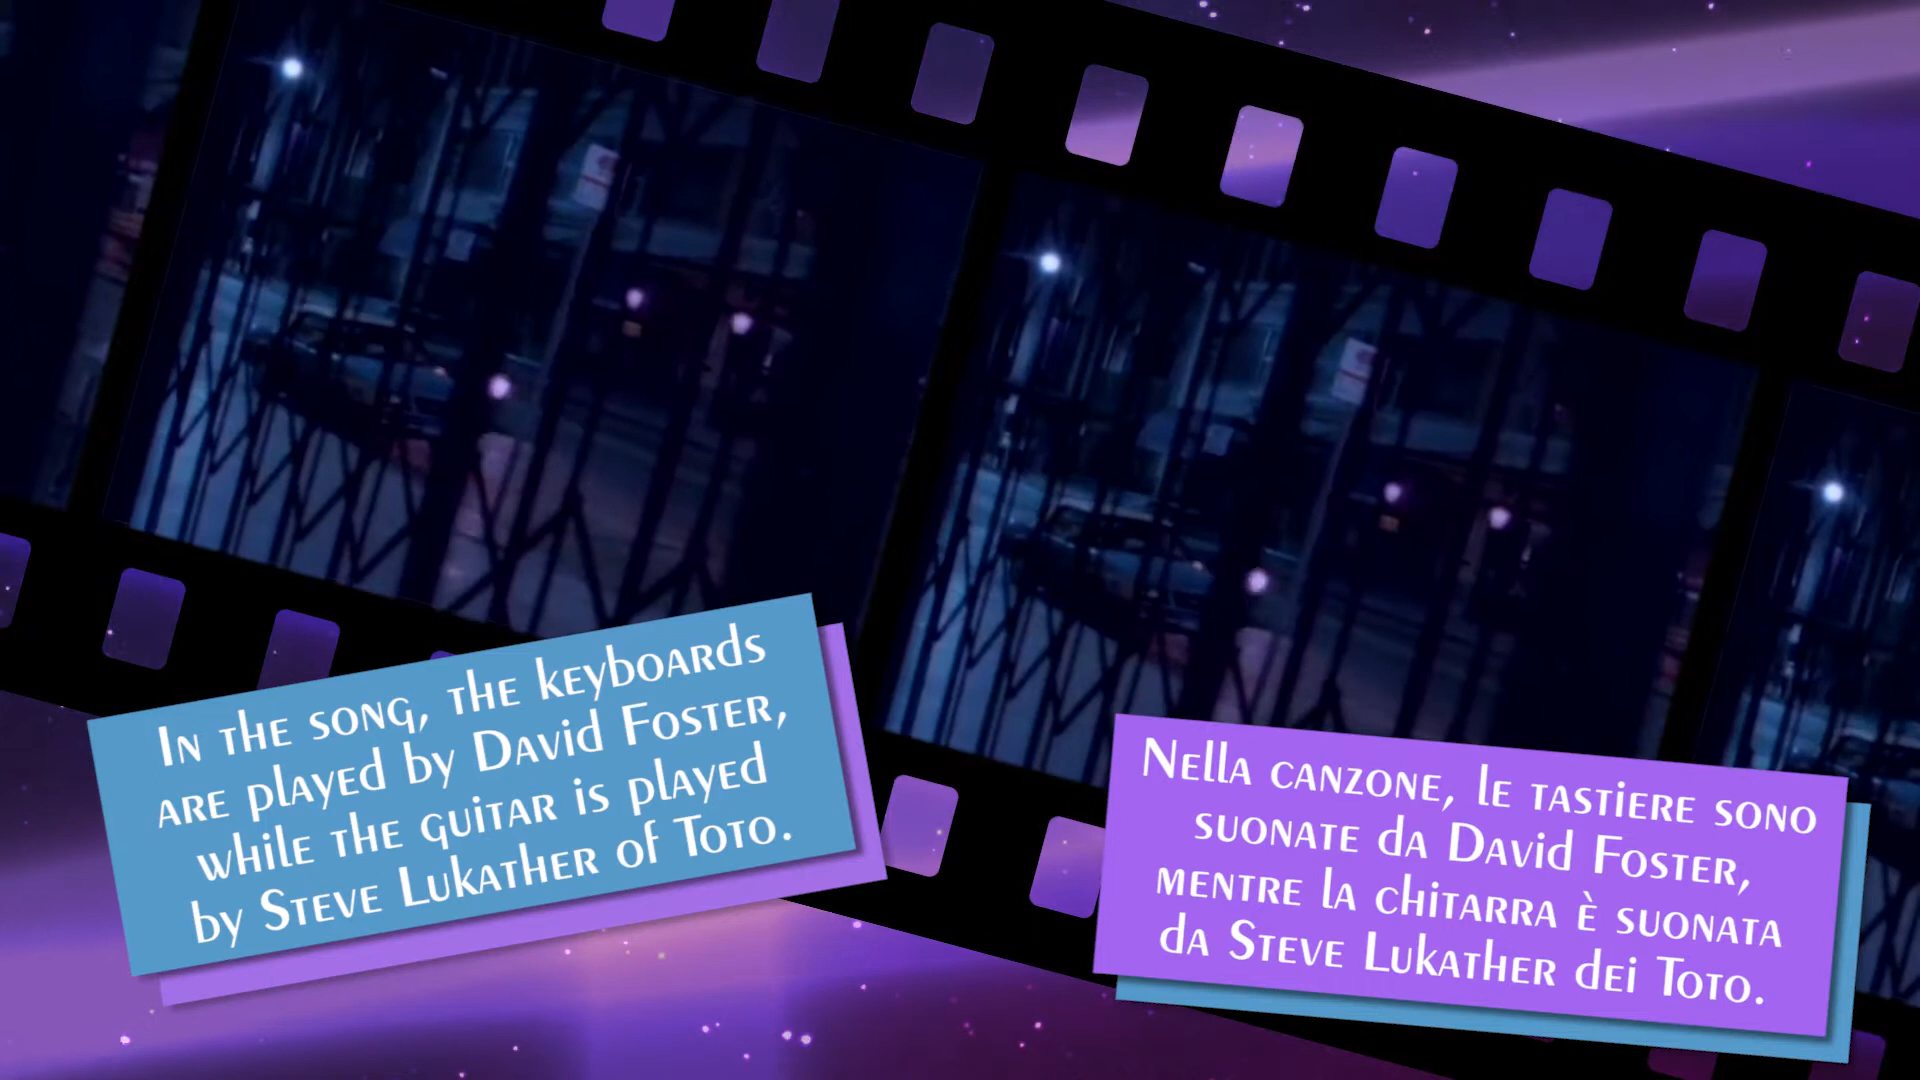 In the song, the keyboards
are played by David Foster,
while the guitar is played
by Steve Lukather of Toto.
Nella canzone, le tastiere sono
suonate da David Foster,
mentre la chitarra è suonata
da Steve Lukather dei Toto.